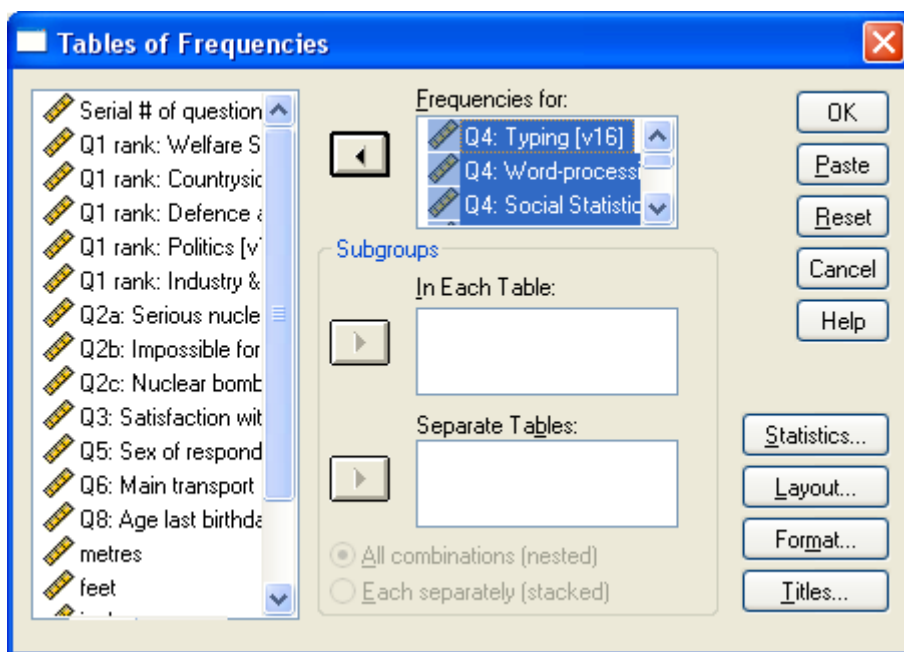 Tables of Frequencies
Serial # of question
Q1 rank: Welfare S
Q1 rank: Countrysid
Q1 rank: Defence a
Q1 rank: Politics [v
Q1 rank: Industry &
Q2a: Serious nucle
Q2b: Impossible for
Q2c: Nuclear bomb
Q3: Satisfaction wit
Q5: Sex of respond
Q6: Main transport
Q8: Age last birthda
metres
feet
Frequencies for:
Q4: Typing [v16]
Q4: Word-processi
Q4: Social Statistic
Subgroups
In Each Table:
Separate Tables:
All combinations (nested)
Each separately (stacked)
OK
Paste
Reset
Cancel
Help
Statistics...
Layout...
Format...
Titles...